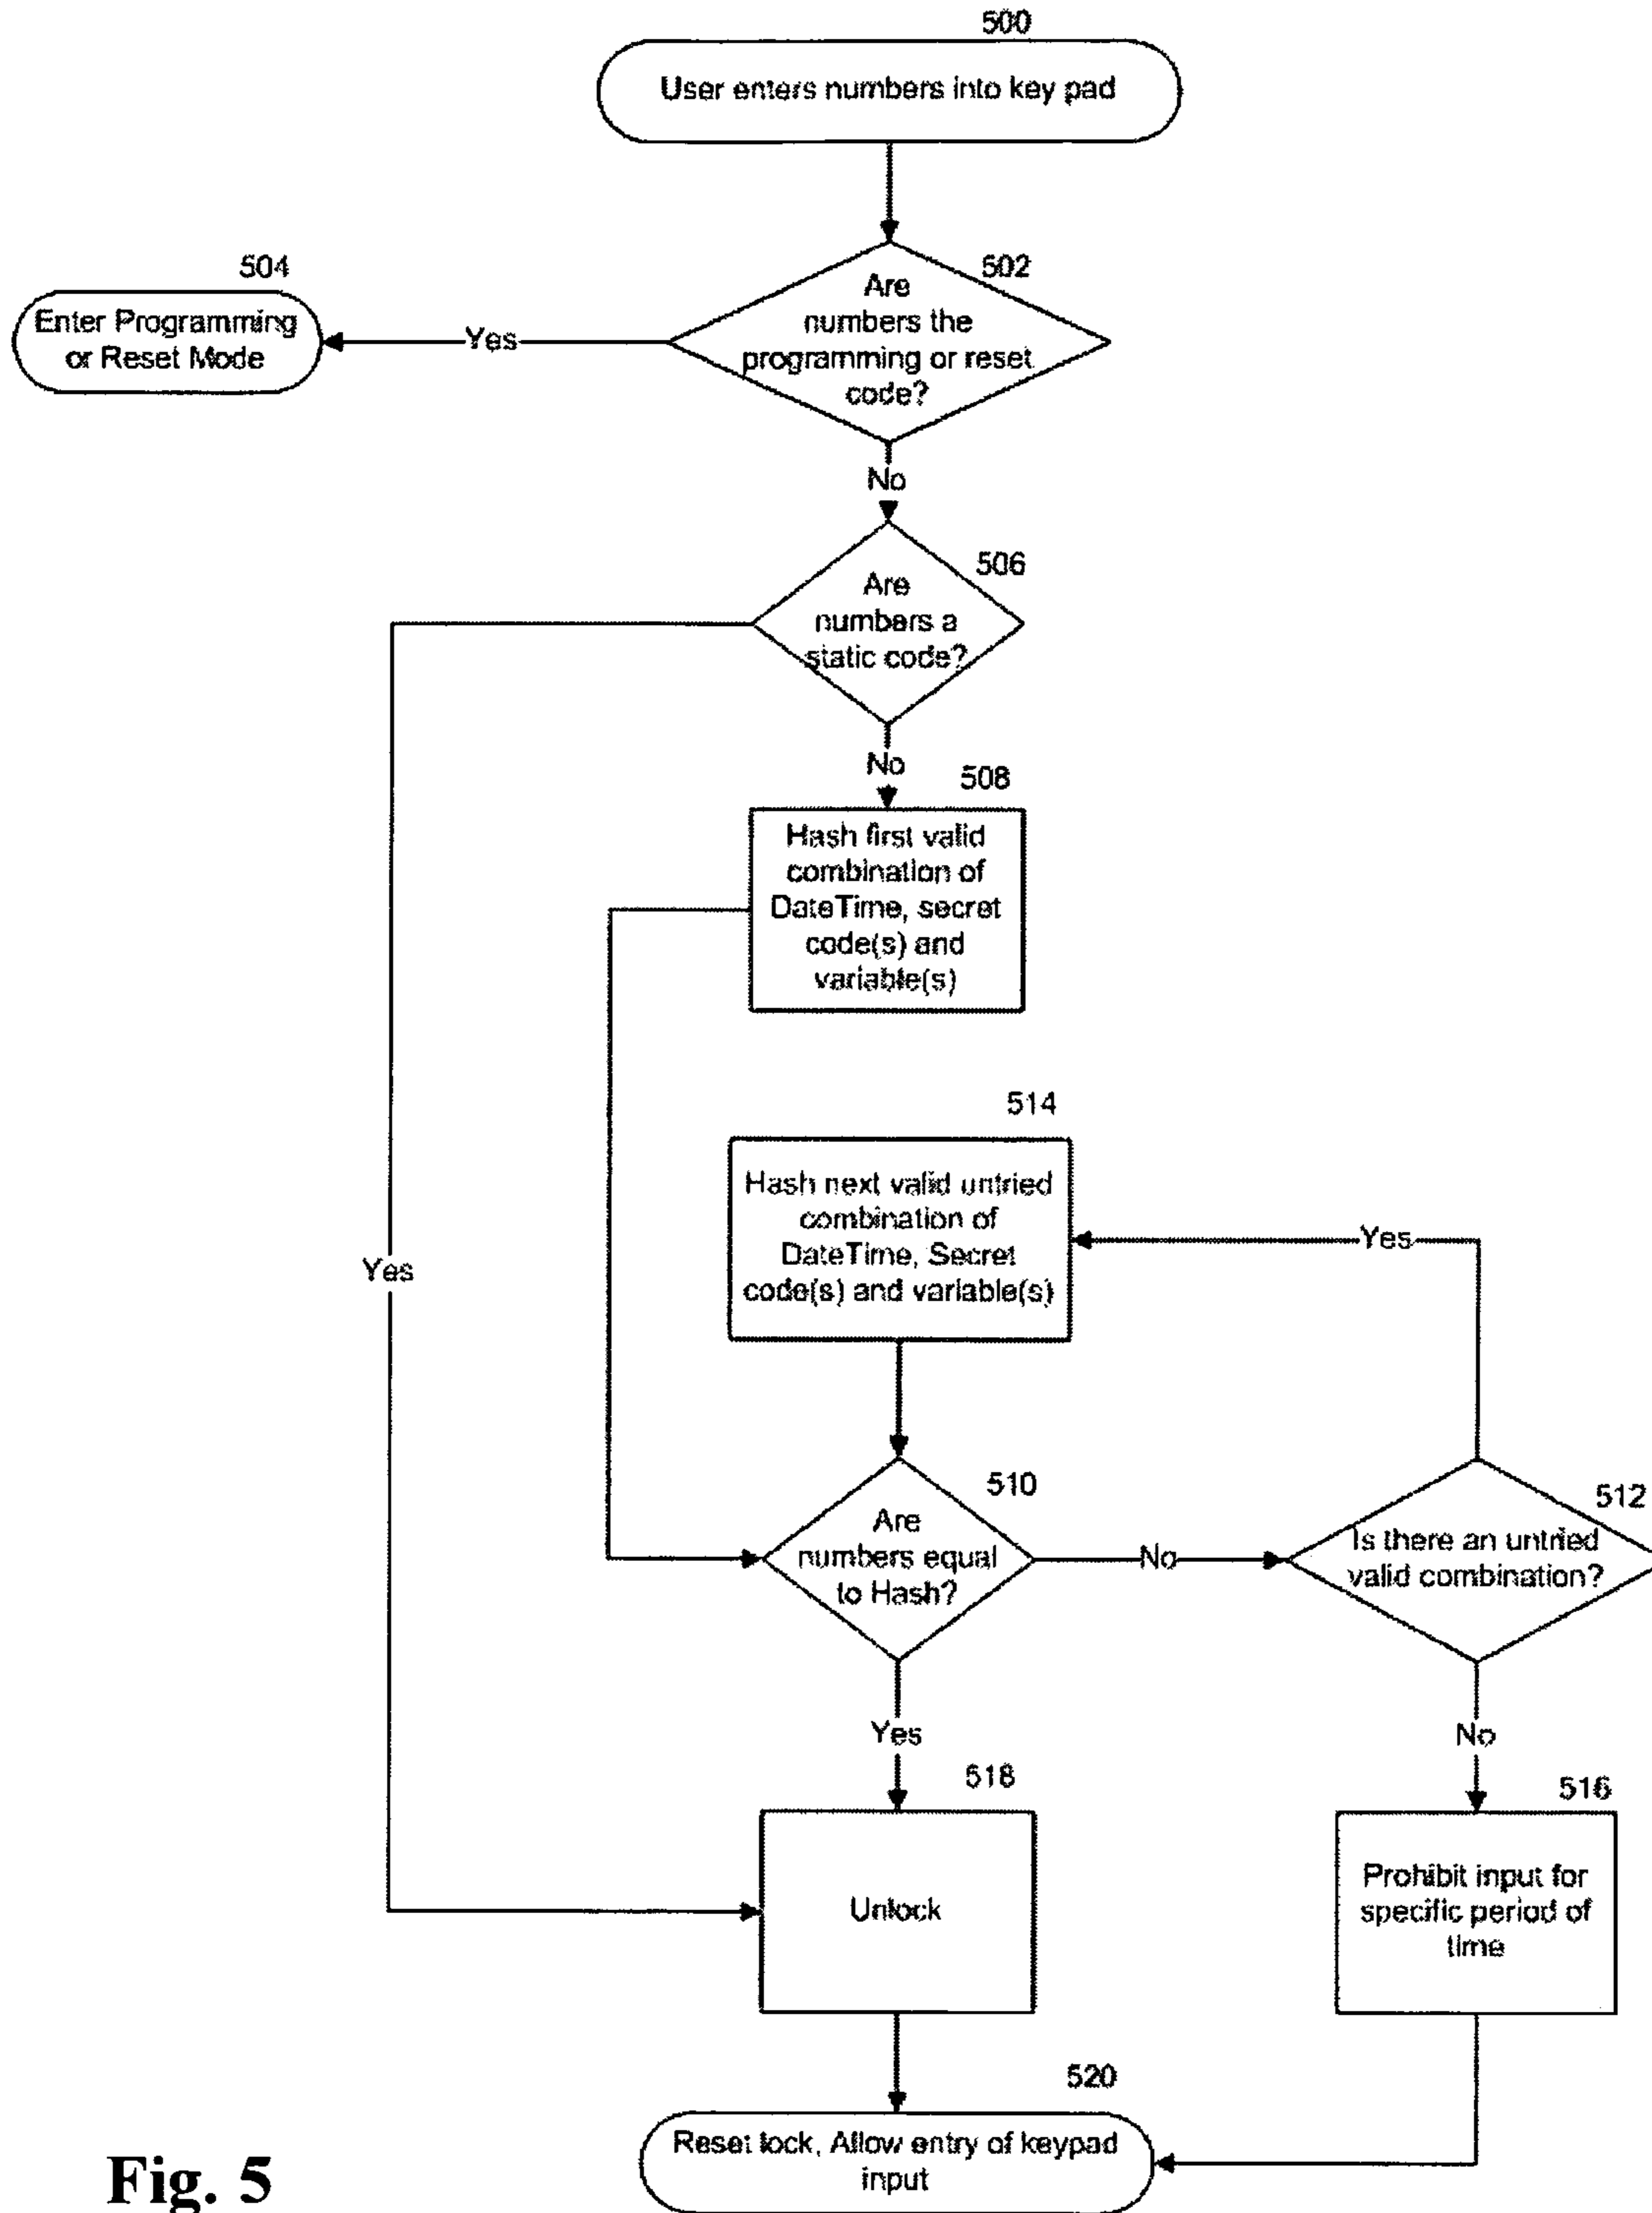 500
User enters numbers into key pad
502
Are
numbers the
programming or reset
code?
504
Enter Programming
or Reset Mode
Yes
No
506
Are
numbers a
static code?
No
508
Hash first valid
combination of
DateTime, secret
code(s) and
variable(s)
514
Hash next valid untried
combination of
DateTime, Secret
code(s) and variable(s)
Yes
Yes
510
Are
numbers equal
to Hash?
No
512
Is there an untried
valid combination?
Yes
No
518
Unlock
516
Prohibit input for
specific period of
time
520
Reset lock, Allow entry of keypad
input
Fig. 5